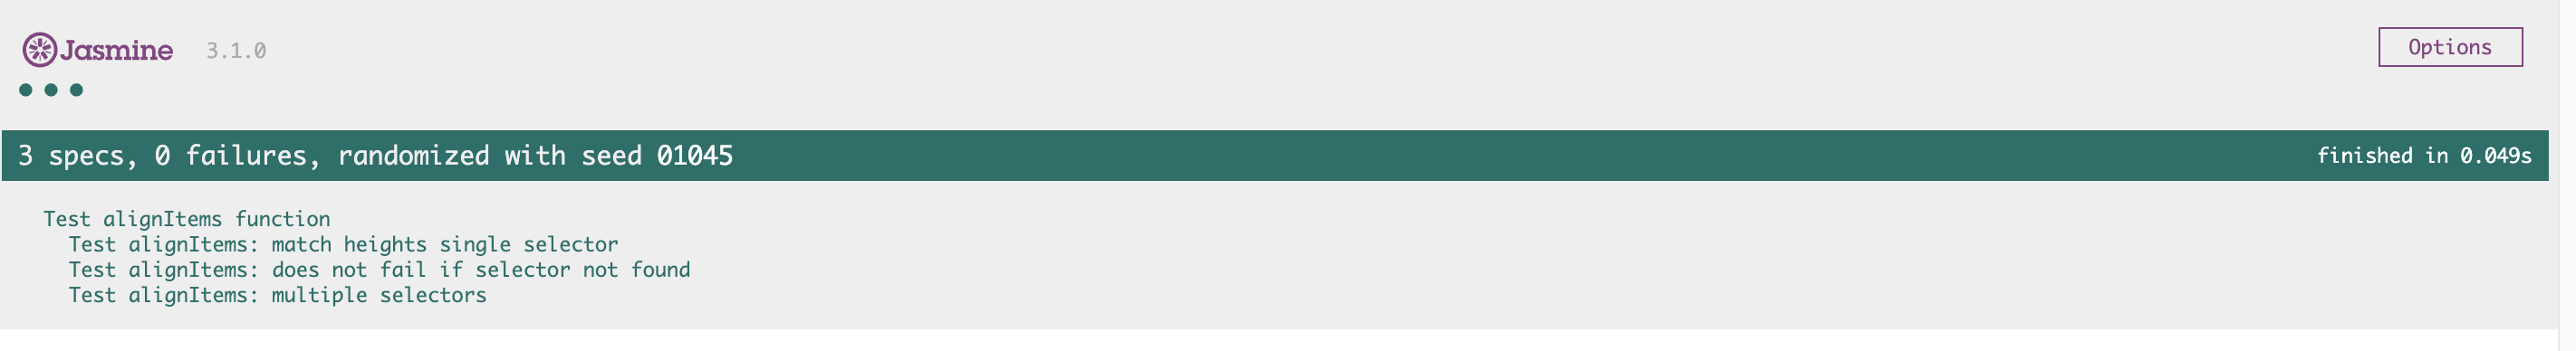 Jasmine 3.1.0 Options
3 specs, 0 failures, randomized with seed 01045 finished in 0.049s
Test alignItems function
Test alignItems: match heights single selector
Test alignItems: does not fail if selector not found
Test alignItems: multiple selectors